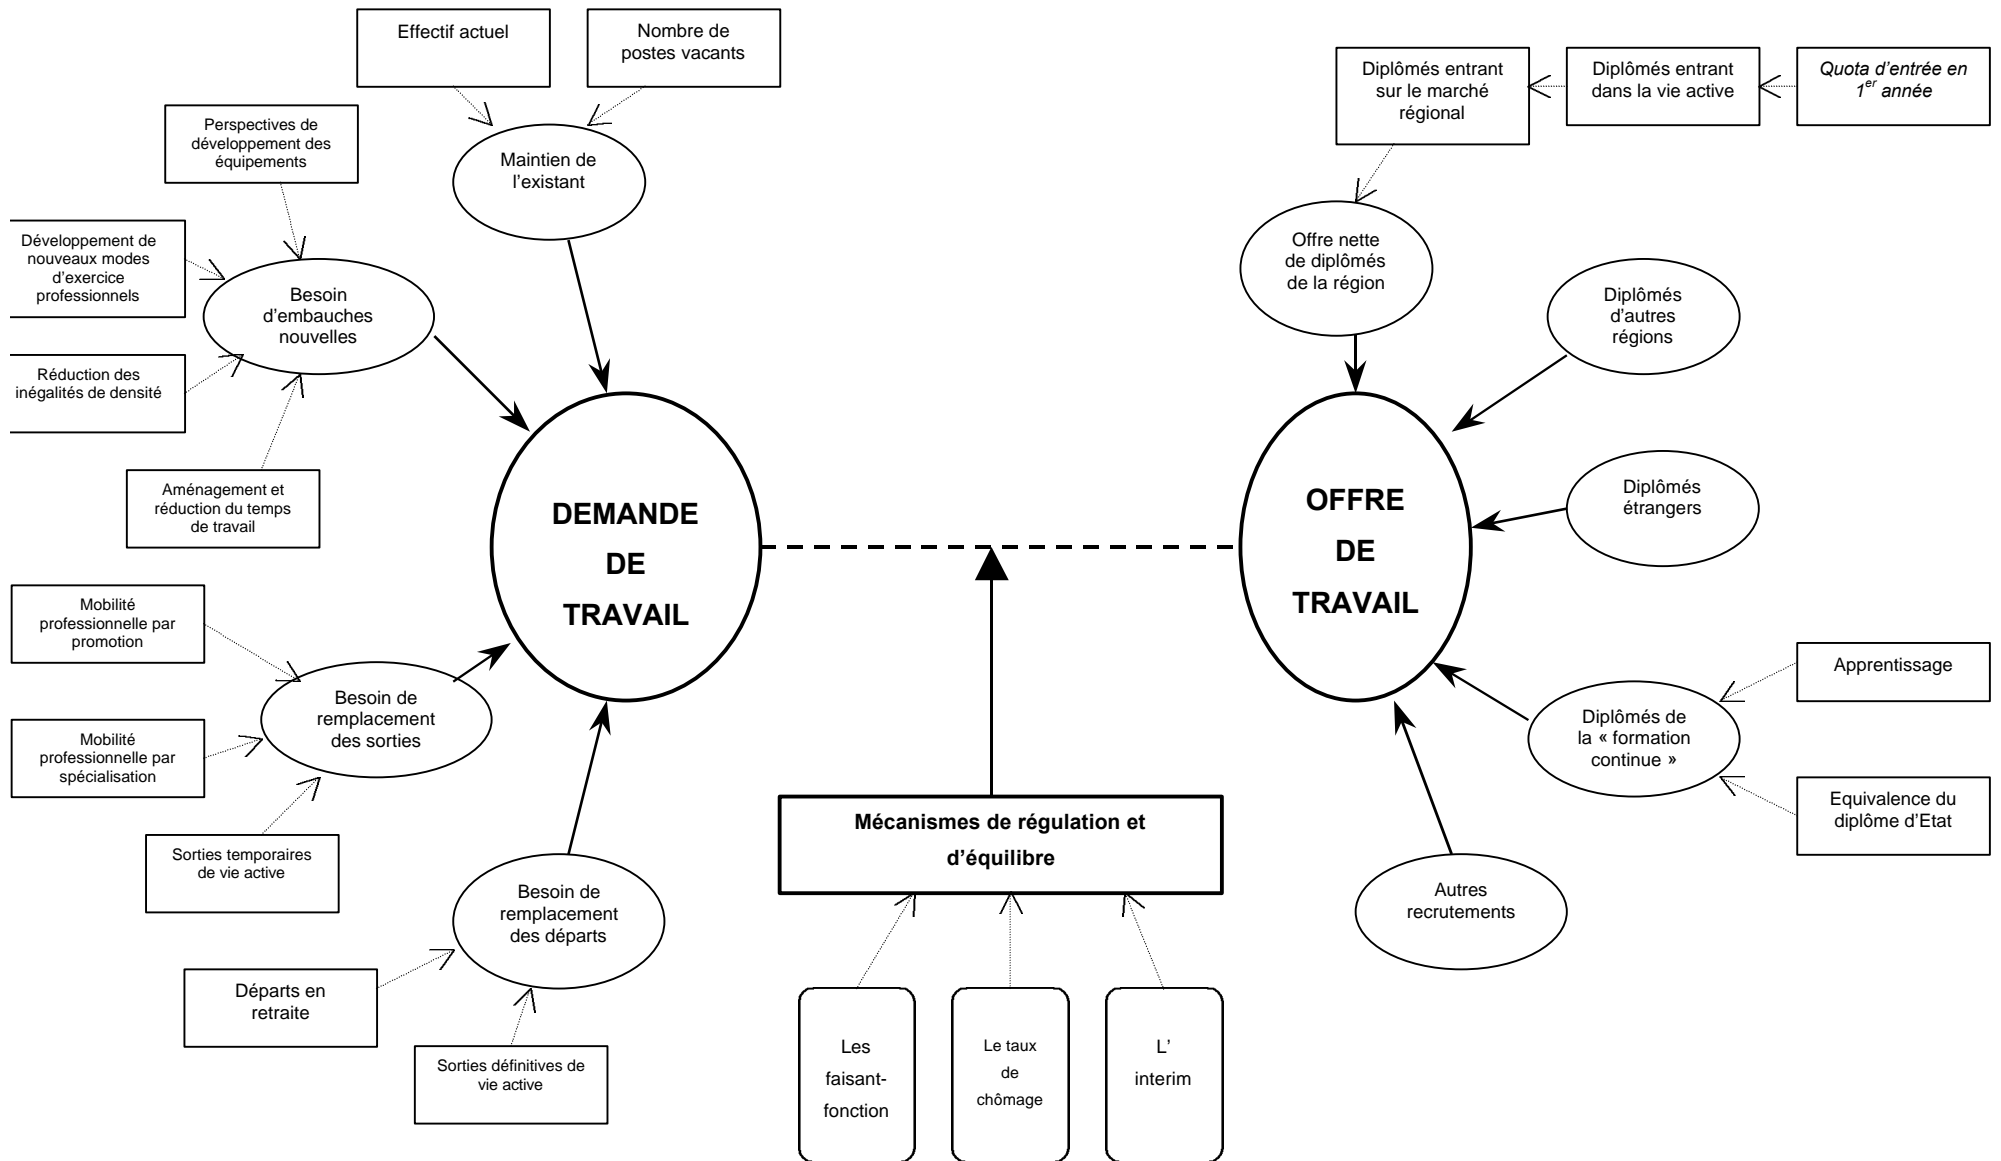 Effectif actuel
Nombre de
postes vacants
Perspectives de
développement des
équipements
Maintien de
l’existant
Développement de
nouveaux modes
d’exercice
professionnels
Besoin
d’embauches
nouvelles
Réduction des
inégalités de densité
Aménagement et
réduction du temps
de travail
DEMANDE
DE
TRAVAIL
Mobilité
professionnelle par
promotion
Besoin de
remplacement
des sorties
Mobilité
professionnelle par
spécialisation
Sorties temporaires
de vie active
Besoin de
remplacement
des départs
Départs en
retraite
Sorties définitives de
vie active
Mécanismes de régulation et
d’équilibre
Les
faisant-
fonction
Le taux
de
chômage
L’
interim
Diplômés entrant
sur le marché
régional
Diplômés entrant
dans la vie active
Quota d’entrée en
1er année
Offre nette
de diplômés
de la région
Diplômés
d’autres
régions
Diplômés
étrangers
OFFRE
DE
TRAVAIL
Apprentissage
Diplômés de
la « formation
continue »
Equivalence du
diplôme d’Etat
Autres
recrutements